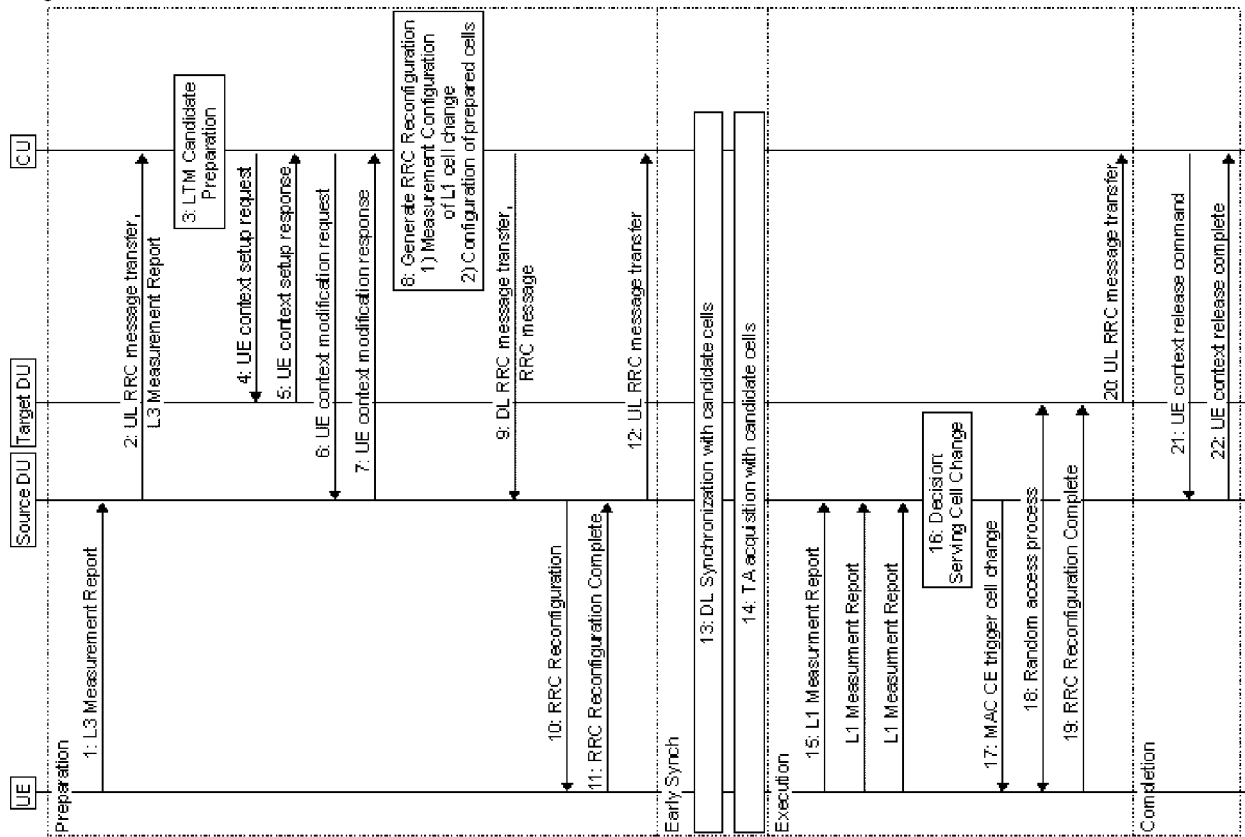 UE
Source DU
Target DU
CU
Preparation
1: L3 Measurement Report
2: UL RRC message transfer,
L3 Measurement Report
3: LTM Candidate
Preparation
4: UE context setup request
5: UE context setup response
6: UE context modification request
7: UE context modification response
8: Generate RRC Reconfiguration
1) Measurement Configuration
of L1 cell change
2) Configuration of prepared cells
9: DL RRC message transfer,
RRC message
10: RRC Reconfiguration
11: RRC Reconfiguration Complete
12: UL RRC message transfer
Early Synch
13: DL Synchronization with candidate cells
14: TA acquisition with candidate cells
Execution
15: L1 Measurment Report
L1 Measurment Report
L1 Measurment Report
16: Decision:
Serving Cell Change
17: MAC CE trigger cell change
18: Random access process
19: RRC Reconfiguration Complete
20: UL RRC message transfer
Completion
21: UE context release command
22: UE context release complete